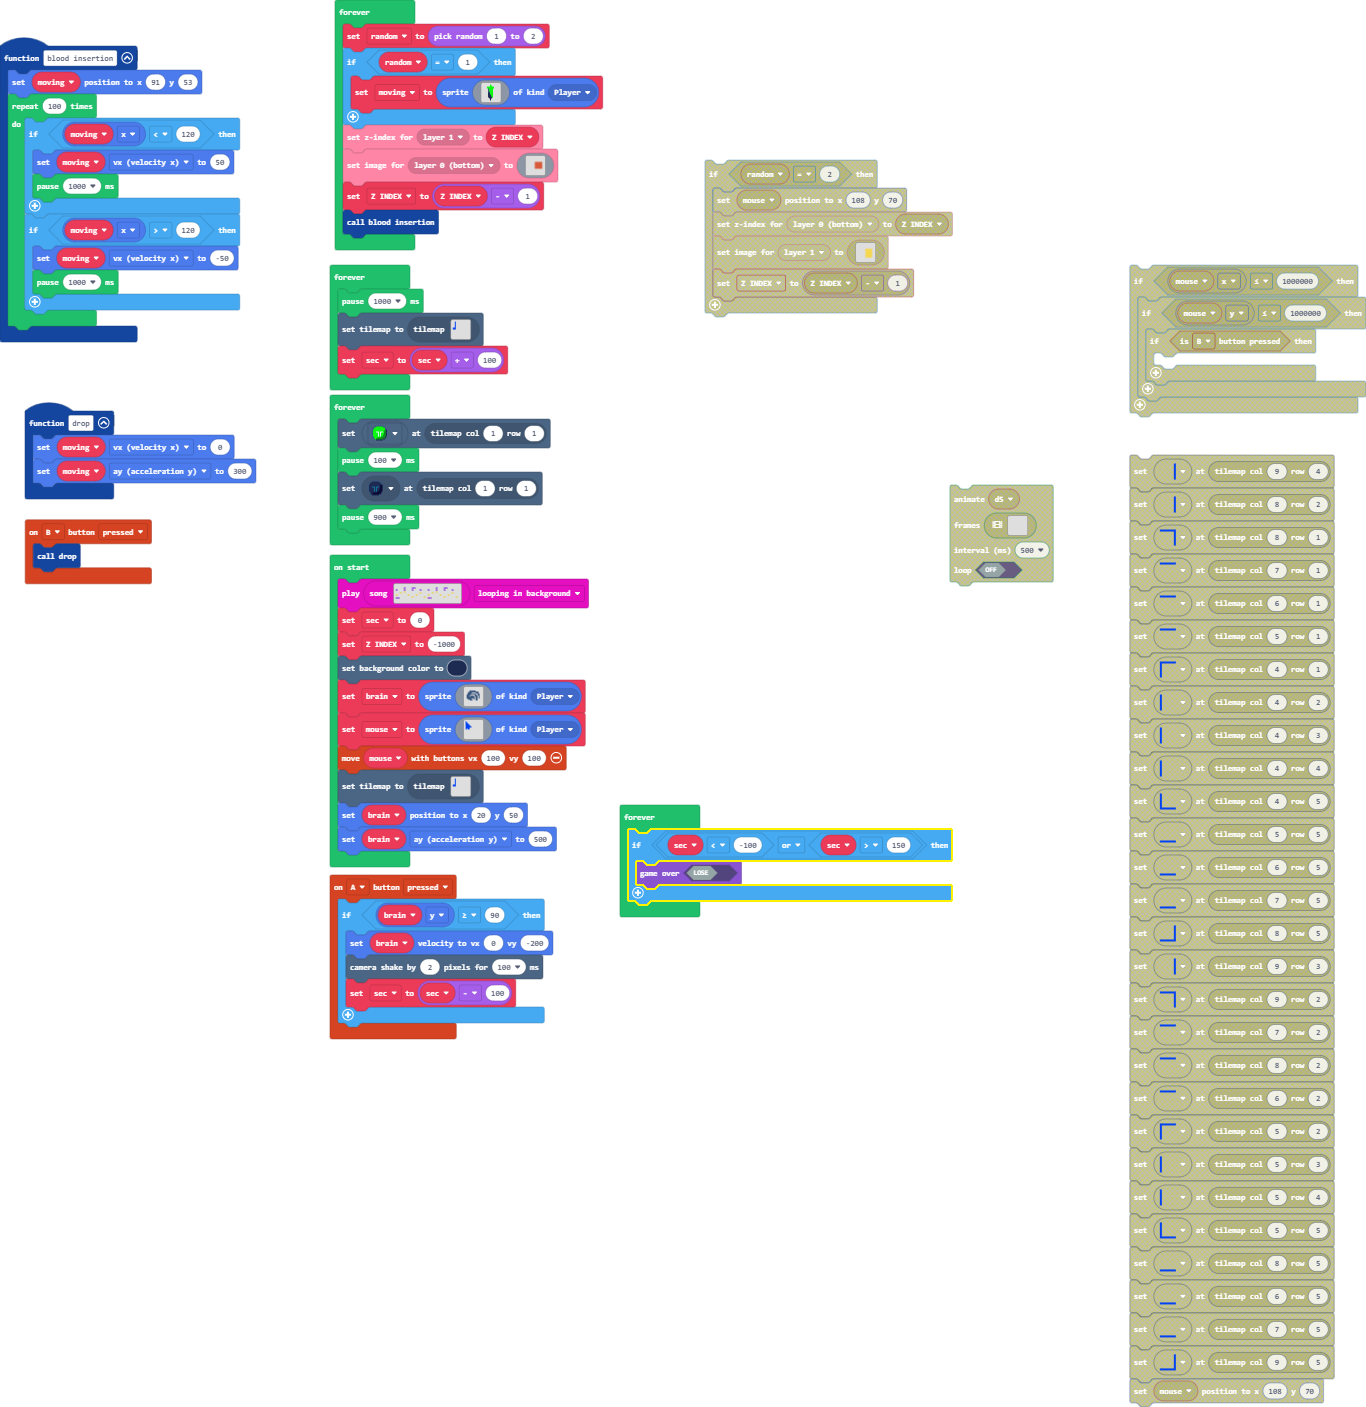 function blood insertion
set moving position to x 91 y 53
repeat 100 times
do
if moving x < 120 then
set moving vx (velocity x) to 50
pause 1000 ms
if moving x > 120 then
set moving vx (velocity x) to -50
pause 1000 ms
function drop
set moving vx (velocity x) to 0
set moving ay (acceleration y) to 300
on B button pressed
call drop
forever
set random to pick random 1 to 2
if random = 1 then
set moving to sprite of kind Player
set z-index for layer 1 to Z INDEX
set image for layer 0 (bottom) to
set Z INDEX to Z INDEX - 1
call blood insertion
forever
pause 1000 ms
set tilemap to tilemap
set sec to sec + 100
forever
set at tilemap col 1 row 1
pause 100 ms
set at tilemap col 1 row 1
pause 900 ms
on start
play song looping in background
set sec to 0
set Z INDEX to -1000
set background color to
set brain to sprite of kind Player
set mouse to sprite of kind Player
move mouse with buttons vx 100 vy 100
set tilemap to tilemap
set brain position to x 20 y 50
set brain ay (acceleration y) to 500
on A button pressed
if brain y ≥ 90 then
set brain velocity to vx 0 vy -200
camera shake by 2 pixels for 100 ms
set sec to sec - 100
if random = 2 then
set mouse position to x 108 y 70
set z-index for layer 0 (bottom) to Z INDEX
set image for layer 1 to
set Z INDEX to Z INDEX - 1
forever
if sec < -100 or sec > 150 then
game over LOSE
animate d5
frames
interval (ms) 500
loop OFF
if mouse x ≤ 1000000 then
if mouse y ≤ 1000000 then
if is B button pressed then
set at tilemap col 9 row 4
set at tilemap col 8 row 2
set at tilemap col 8 row 1
set at tilemap col 7 row 1
set at tilemap col 6 row 1
set at tilemap col 5 row 1
set at tilemap col 4 row 1
set at tilemap col 4 row 2
set at tilemap col 4 row 3
set at tilemap col 4 row 4
set at tilemap col 4 row 5
set at tilemap col 5 row 5
set at tilemap col 6 row 5
set at tilemap col 7 row 5
set at tilemap col 8 row 5
set at tilemap col 9 row 3
set at tilemap col 9 row 2
set at tilemap col 7 row 2
set at tilemap col 8 row 2
set at tilemap col 6 row 2
set at tilemap col 5 row 2
set at tilemap col 5 row 3
set at tilemap col 5 row 4
set at tilemap col 5 row 5
set at tilemap col 8 row 5
set at tilemap col 6 row 5
set at tilemap col 7 row 5
set at tilemap col 9 row 5
set mouse position to x 108 y 70